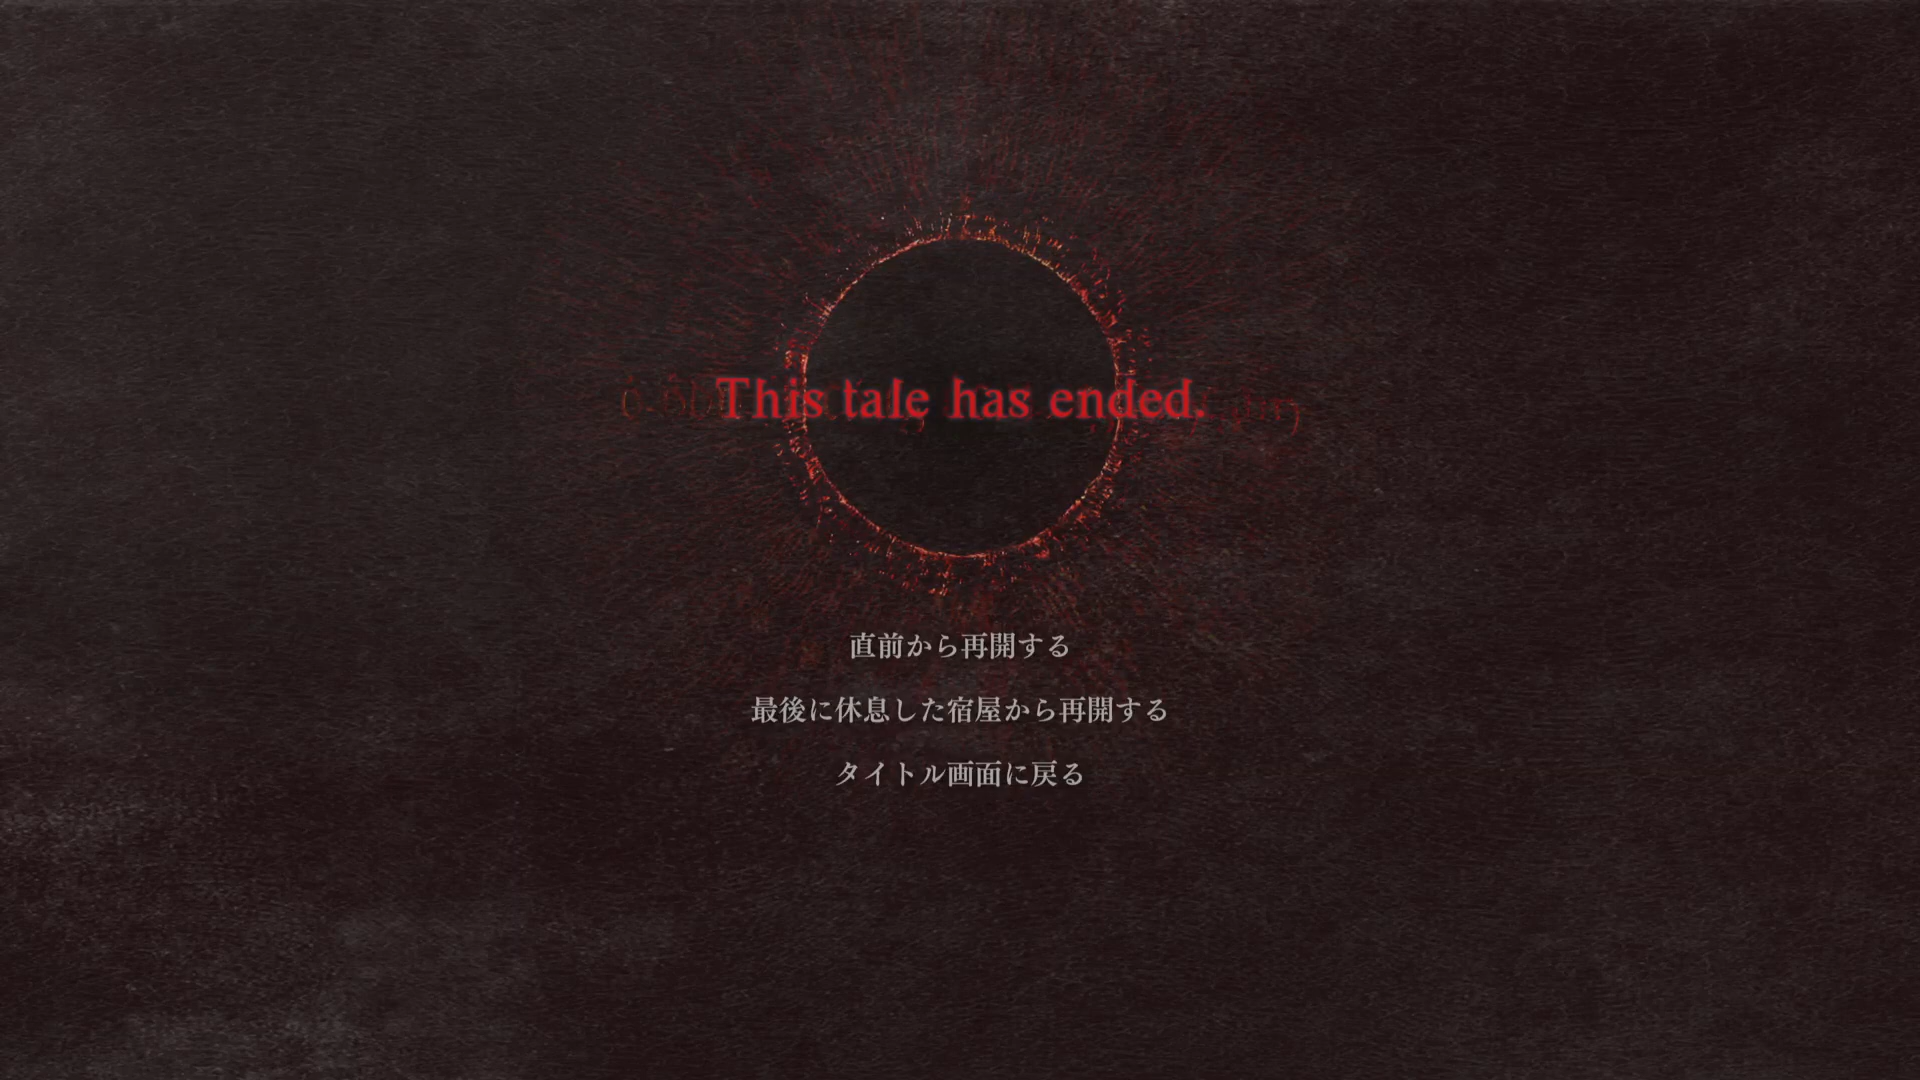 This tale has ended.
直前から再開する
最後に休息した宿屋から再開する
タイトル画面に戻る